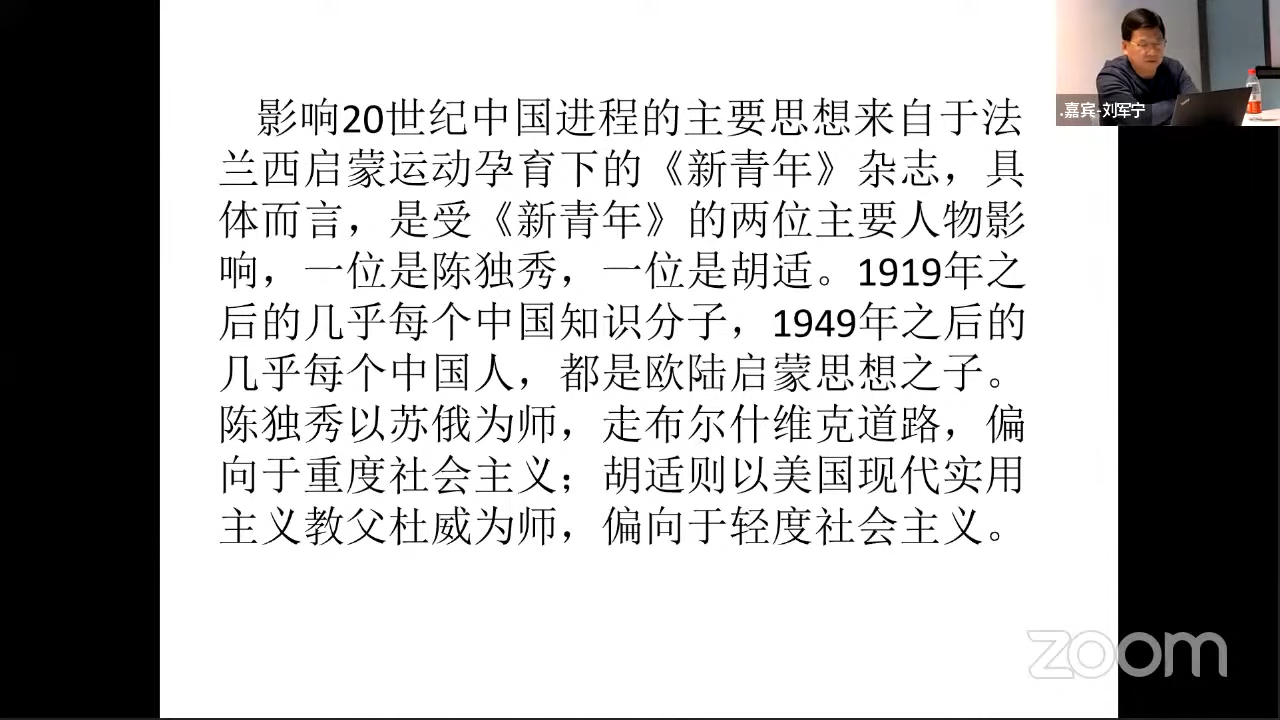 影响20世纪中国进程的主要思想来自于法
兰西启蒙运动孕育下的《新青年》杂志，具
体而言，是受《新青年》的两位主要人物影
响，一位是陈独秀，一位是胡适。1919年之
后的几乎每个中国知识分子，1949年之后的
几乎每个中国人，都是欧陆启蒙思想之子。
陈独秀以苏俄为师，走布尔什维克道路，偏
向于重度社会主义；胡适则以美国现代实用
主义教父杜威为师，偏向于轻度社会主义。
.嘉宾-刘军宁
zoom